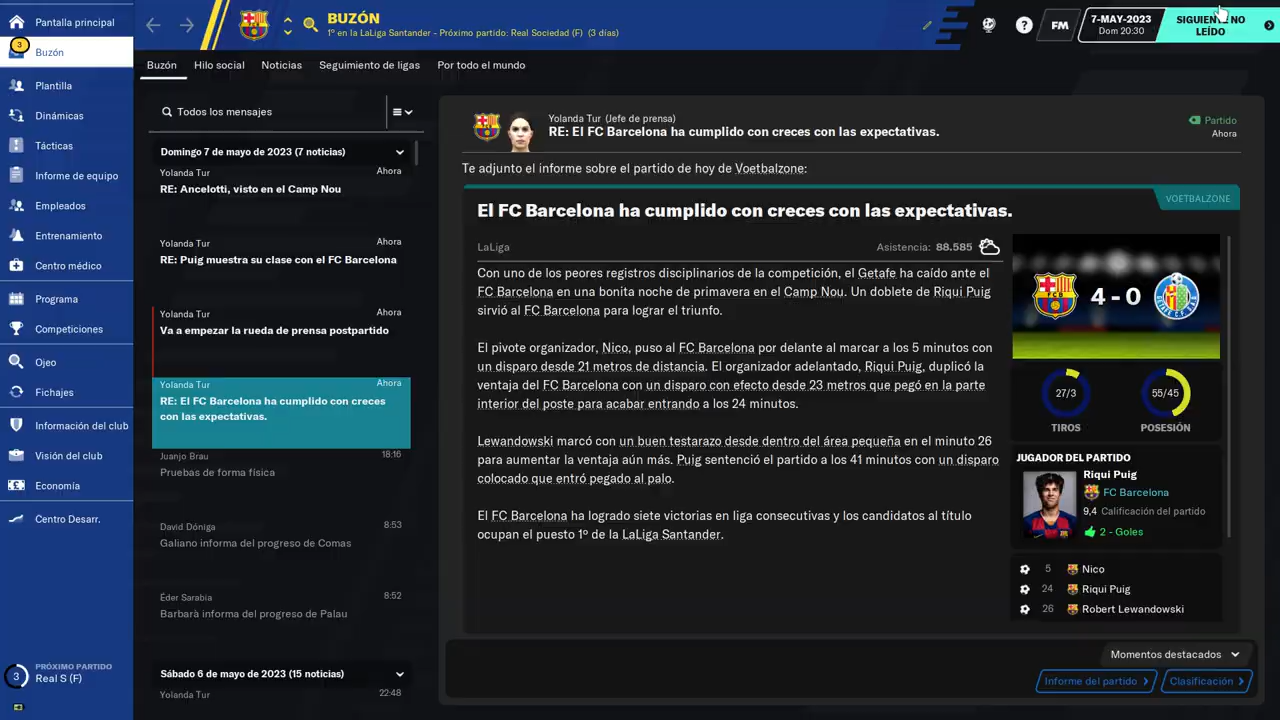 Pantalla principal
3
Buzón
Plantilla
Dinámicas
Tácticas
Informe de equipo
Empleados
Entrenamiento
Centro médico
Programa
Competiciones
Ojeo
Fichajes
Información del club
Visión del club
Economía
Centro Desarr.
3
PRÓXIMO PARTIDO
Real S (F)
BUZÓN
1º en la LaLiga Santander - Próximo partido: Real Sociedad (F) (3 días)
FM
7-MAY-2023
Dom 20:30
SIGUIENTE NO
LEÍDO
Buzón
Hilo social
Noticias
Seguimiento de ligas
Por todo el mundo
Todos los mensajes
Domingo 7 de mayo de 2023 (7 noticias)
Yolanda Tur Ahora
RE: Ancelotti, visto en el Camp Nou
Yolanda Tur Ahora
RE: Puig muestra su clase con el FC Barcelona
Yolanda Tur Ahora
Va a empezar la rueda de prensa postpartido
Yolanda Tur Ahora
RE: El FC Barcelona ha cumplido con creces
con las expectativas.
Juanjo Brau 18:16
Pruebas de forma física
David Dóniga 8:53
Galiano informa del progreso de Comas
Éder Sarabia 8:52
Barbarà informa del progreso de Palau
Sábado 6 de mayo de 2023 (15 noticias)
Yolanda Tur 22:48
Yolanda Tur (Jefe de prensa)
RE: El FC Barcelona ha cumplido con creces con las expectativas.
Partido
Ahora
Te adjunto el informe sobre el partido de hoy de Voetbalzone:
VOETBALZONE
El FC Barcelona ha cumplido con creces con las expectativas.
LaLiga
Asistencia: 88.585
Con uno de los peores registros disciplinarios de la competición, el Getafe ha caído ante el
FC Barcelona en una bonita noche de primavera en el Camp Nou. Un doblete de Riqui Puig
sirvió al FC Barcelona para lograr el triunfo.
El pivote organizador, Nico, puso al FC Barcelona por delante al marcar a los 5 minutos con
un disparo desde 21 metros de distancia. El organizador adelantado, Riqui Puig, duplicó la
ventaja del FC Barcelona con un disparo con efecto desde 23 metros que pegó en la parte
interior del poste para acabar entrando a los 24 minutos.
Lewandowski marcó con un buen testarazo desde dentro del área pequeña en el minuto 26
para aumentar la ventaja aún más. Puig sentenció el partido a los 41 minutos con un disparo
colocado que entró pegado al palo.
El FC Barcelona ha logrado siete victorias en liga consecutivas y los candidatos al título
ocupan el puesto 1º de la LaLiga Santander.
4 - 0
27/3
TIROS
55/45
POSESIÓN
JUGADOR DEL PARTIDO
Riqui Puig
FC Barcelona
9,4 Calificación del partido
2 - Goles
5 Nico
24 Riqui Puig
26 Robert Lewandowski
Momentos destacados
Informe del partido
Clasificación